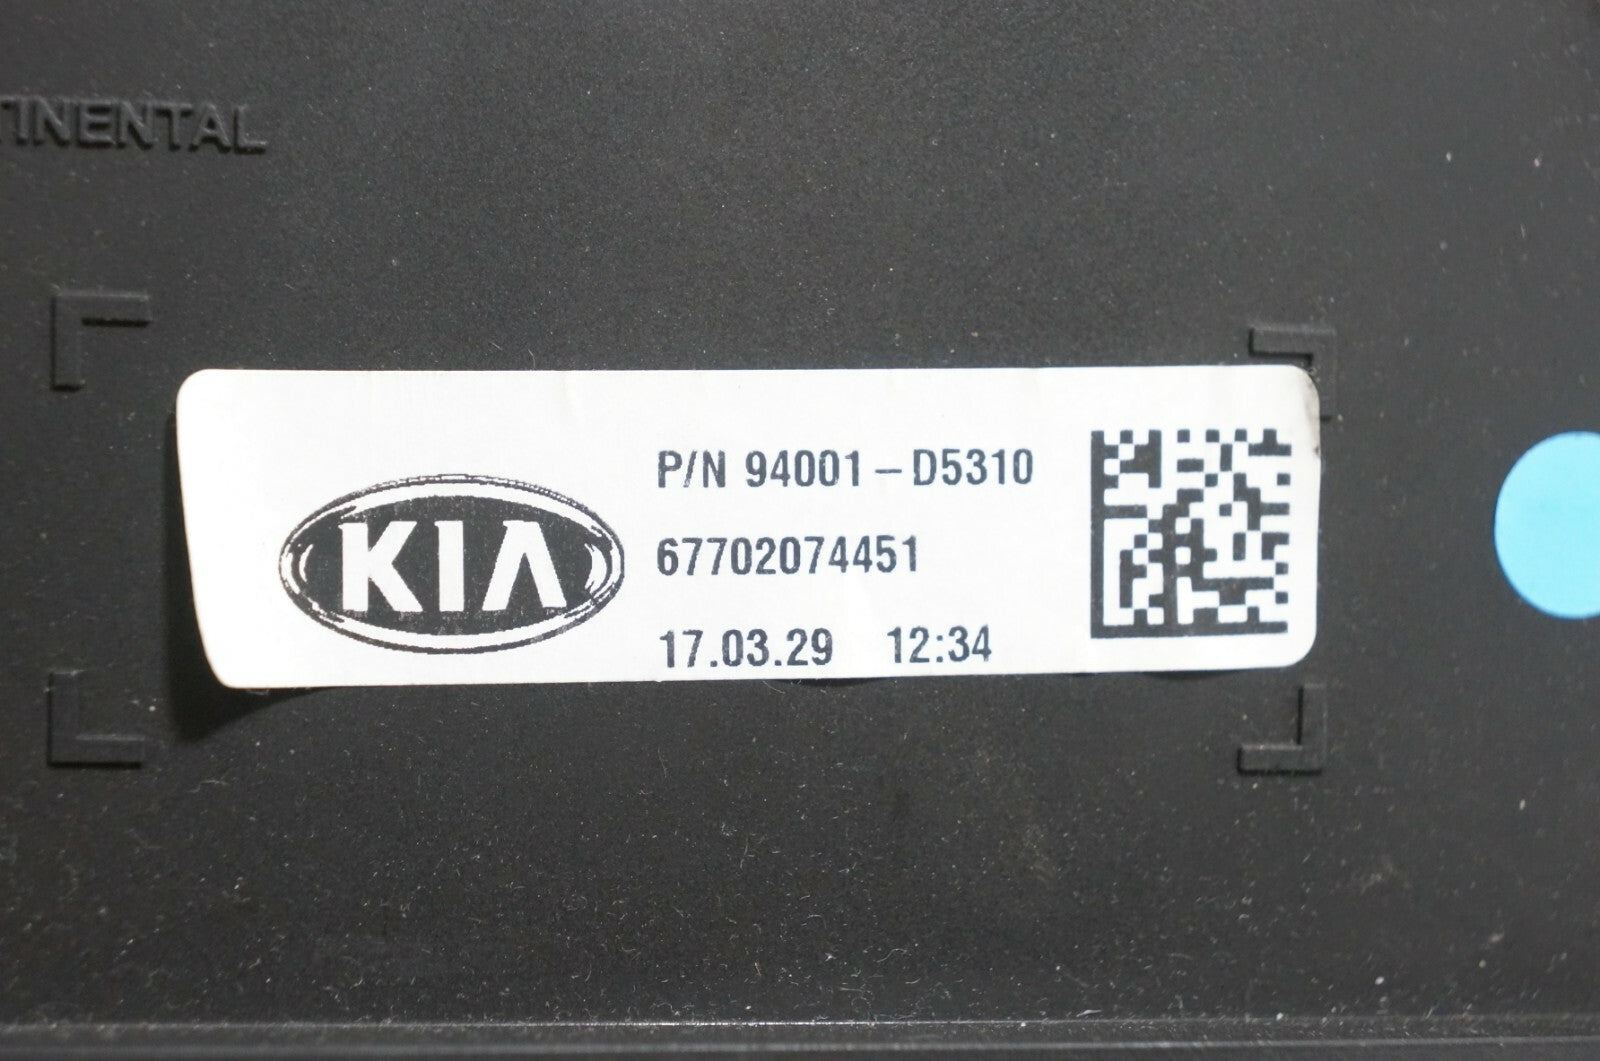 TINENTAL
KIA
P/N 94001-D5310
67702074451
17.03.29 12:34